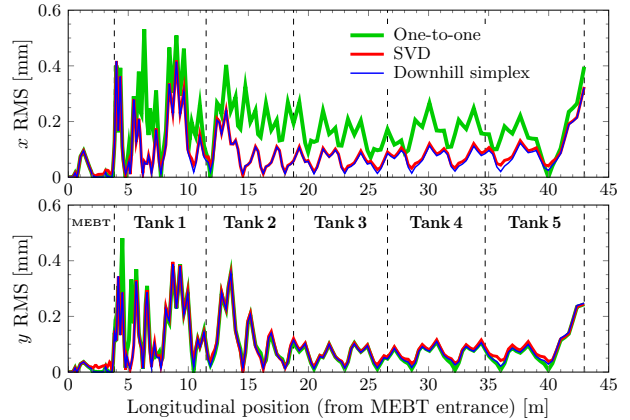 0.6
0.4
0.2
0
x RMS [mm]
One-to-one
SVD
Downhill simplex
0 5 10 15 20 25 30 35 40 45
0.6
0.4
0.2
0
y RMS [mm]
MEBT Tank 1 Tank 2 Tank 3 Tank 4 Tank 5
0 5 10 15 20 25 30 35 40 45
Longitudinal position (from MEBT entrance) [m]